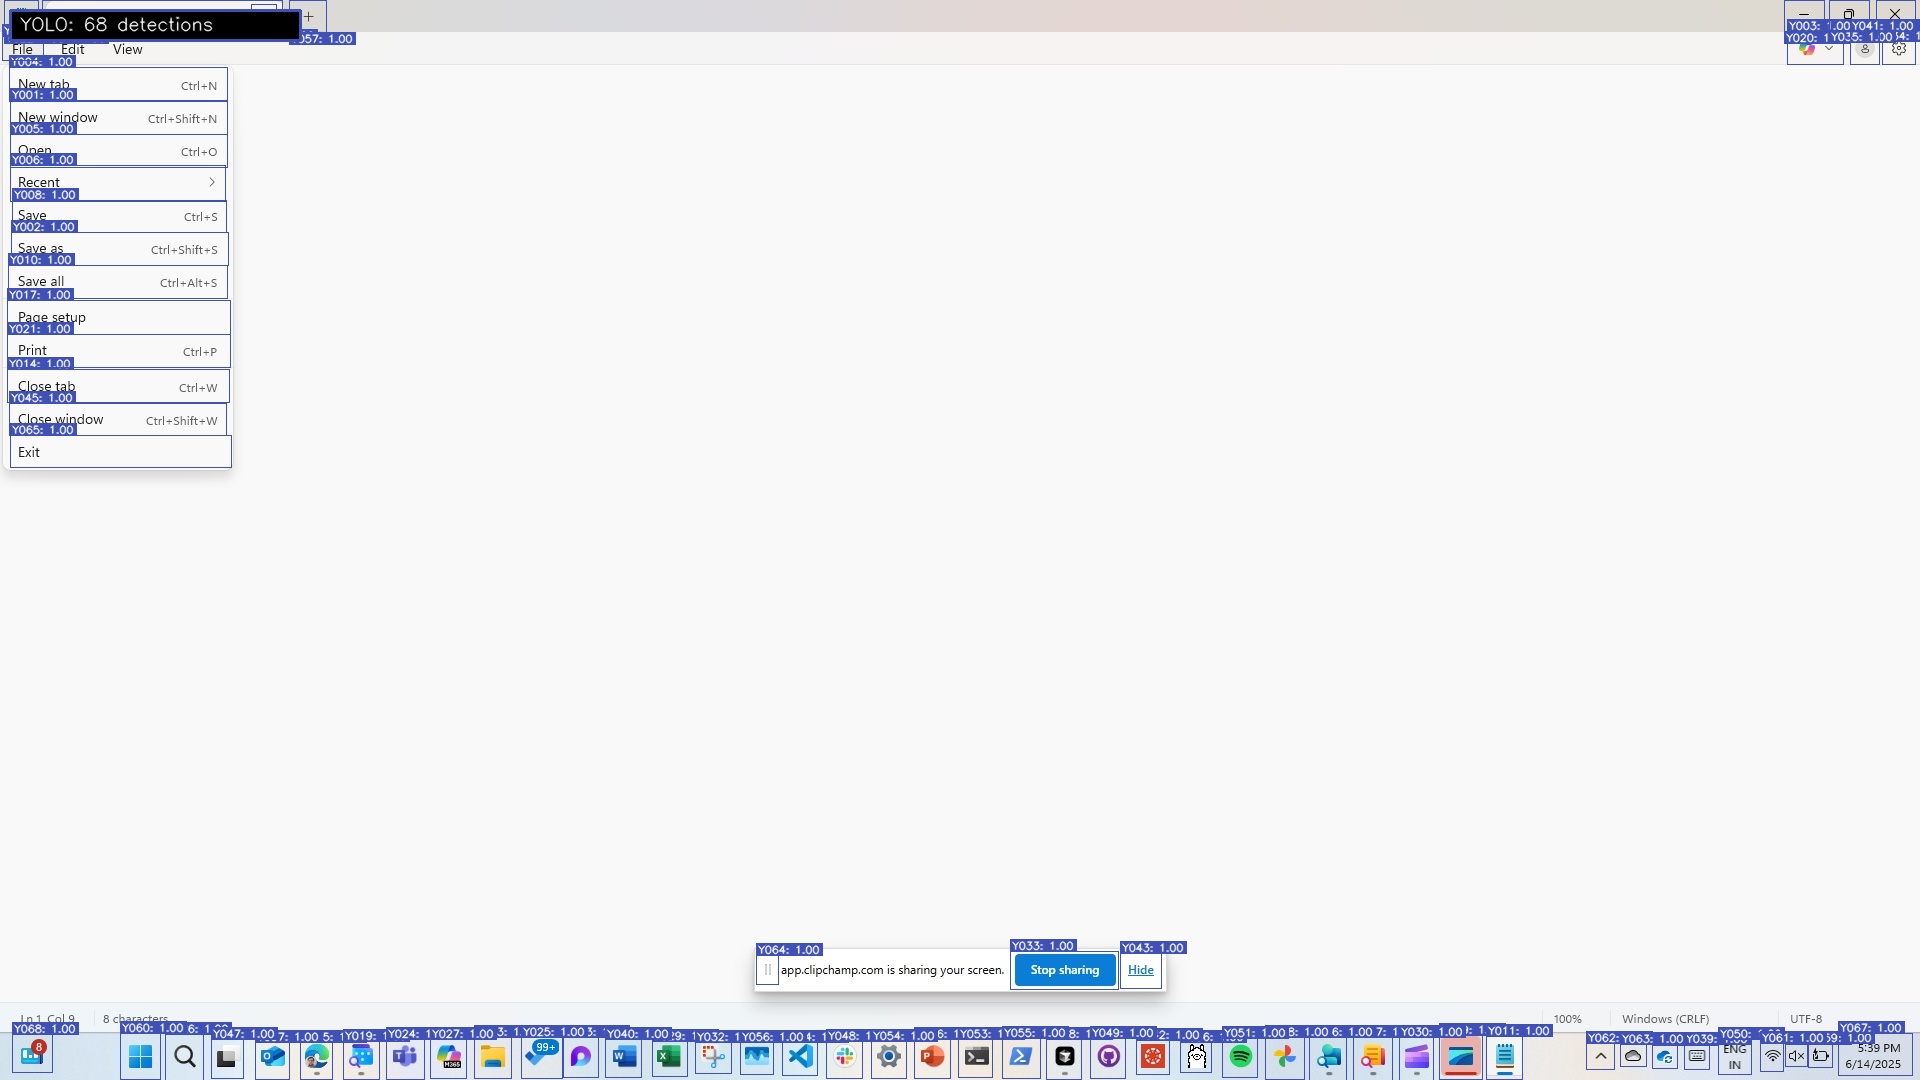 YOLO: 68 detections
Y057: 1.00
Y003: 1.00
Y041: 1.00
Y020: 1
Y035: 1.00
File
Edit
View
Y004: 1.00
New tab Ctrl+N
Y001: 1.00
New window Ctrl+Shift+N
Y005: 1.00
Open Ctrl+O
Y006: 1.00
Recent
Y008: 1.00
Save Ctrl+S
Y002: 1.00
Save as Ctrl+Shift+S
Y010: 1.00
Save all Ctrl+Alt+S
Y017: 1.00
Page setup
Y021: 1.00
Print Ctrl+P
Y014: 1.00
Close tab Ctrl+W
Y045: 1.00
Close window Ctrl+Shift+W
Y065: 1.00
Exit
Y064: 1.00
Y033: 1.00
Y043: 1.00
app.clipchamp.com is sharing your screen.
Stop sharing
Hide
Ln 1, Col 9
8 characters
100%
Windows (CRLF)
UTF-8
Y068: 1.00
Y060: 1.00
Y047: 1.00
Y019: 1
Y024: 1
Y027: 1.00
Y025: 1.00
Y040: 1.00
Y032: 1
Y056: 1.00
Y048: 1
Y054: 1.00
Y053: 1
Y055: 1.00
Y049: 1.00
Y051: 1.00
Y030: 1.00
Y011: 1.00
Y062:
Y063: 1.00
Y039:
Y050:
Y061: 1.00
Y067: 1.00
8
M365
99+
ENG
IN
5:39 PM
6/14/2025